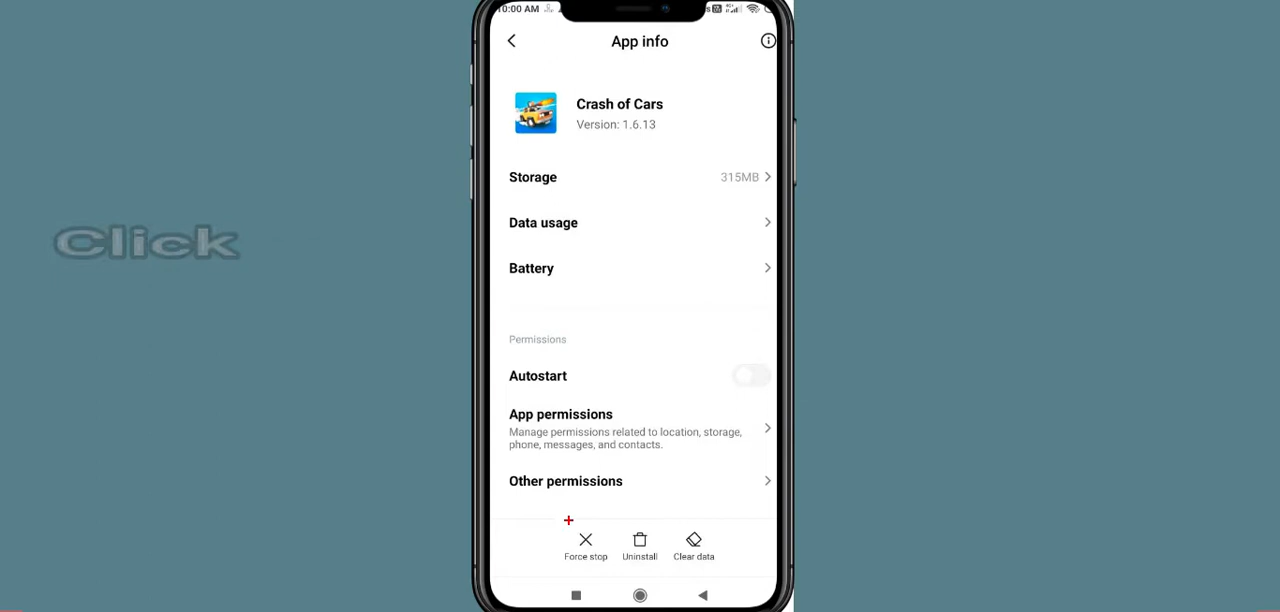 10:00 AM
App info
Crash of Cars
Version: 1.6.13
Storage 315MB
Data usage
Battery
Click
Permissions
Autostart
App permissions
Manage permissions related to location, storage,
phone, messages, and contacts.
Other permissions
Force stop Uninstall Clear data